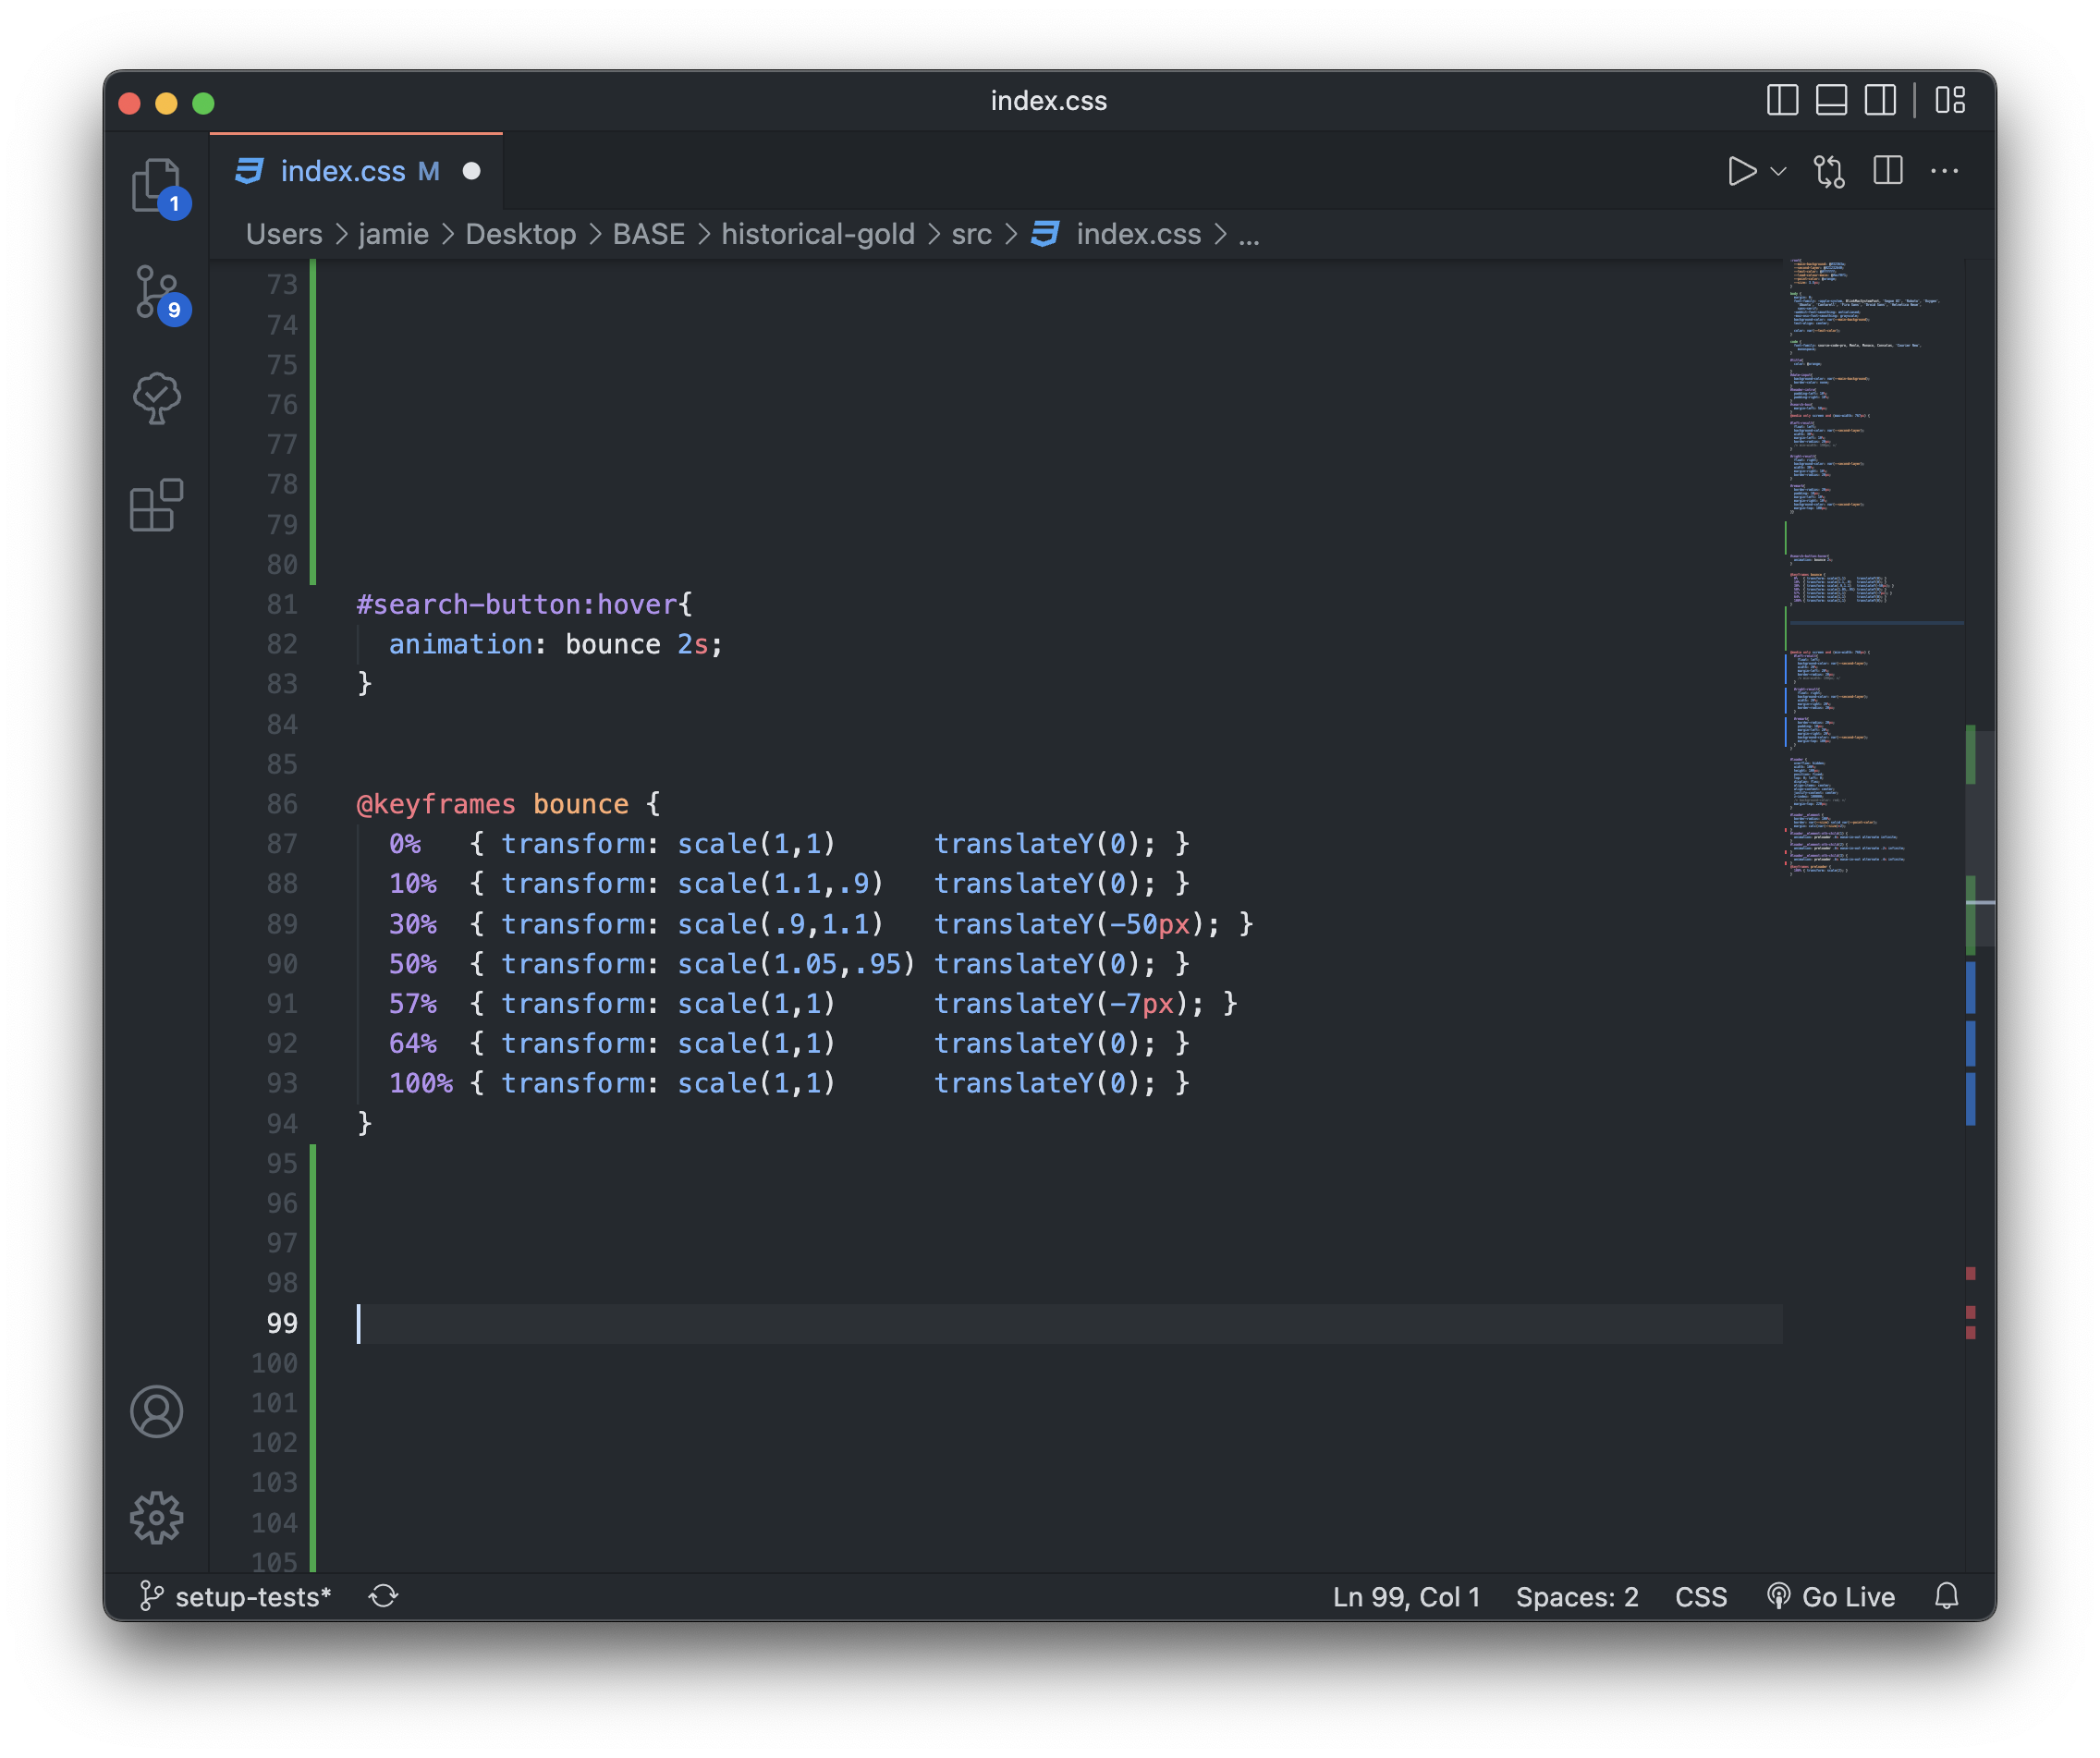 index.css
1
9
index.css M
Users > jamie > Desktop > BASE > historical-gold > src > index.css > ...
73
74
75
76
77
78
79
80
81 #search-button:hover{
82   animation: bounce 2s;
83 }
84
85
86 @keyframes bounce {
87   0%   { transform: scale(1,1)      translateY(0); }
88   10%  { transform: scale(1.1,.9)   translateY(0); }
89   30%  { transform: scale(.9,1.1)   translateY(-50px); }
90   50%  { transform: scale(1.05,.95) translateY(0); }
91   57%  { transform: scale(1,1)      translateY(-7px); }
92   64%  { transform: scale(1,1)      translateY(0); }
93   100% { transform: scale(1,1)      translateY(0); }
94 }
95
96
97
98
99
100
101
102
103
104
105
setup-tests* Ln 99, Col 1 Spaces: 2 CSS Go Live